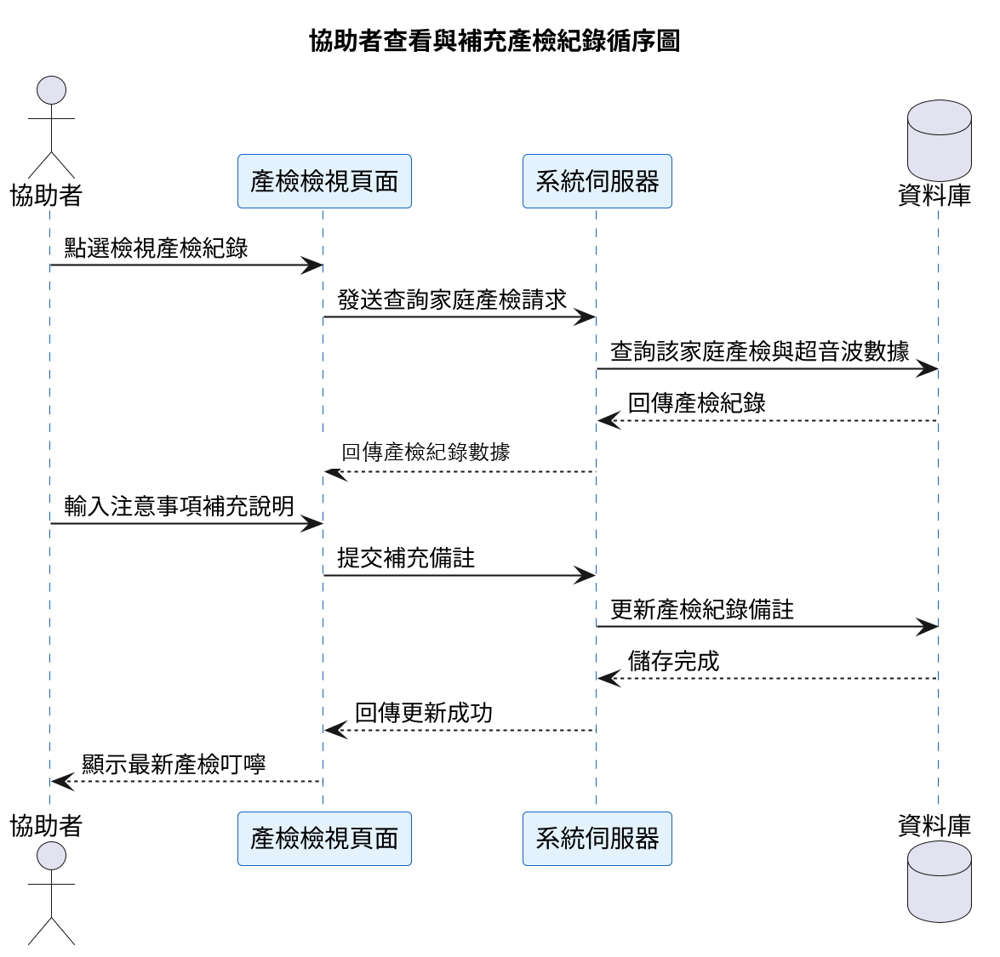 協助者查看與補充產檢紀錄循序圖
協助者
產檢檢視頁面
系統伺服器
資料庫
點選檢視產檢紀錄
發送查詢家庭產檢請求
查詢該家庭產檢與超音波數據
回傳產檢紀錄
回傳產檢紀錄數據
輸入注意事項補充說明
提交補充備註
更新產檢紀錄備註
儲存完成
回傳更新成功
顯示最新產檢叮嚀
協助者
產檢檢視頁面
系統伺服器
資料庫